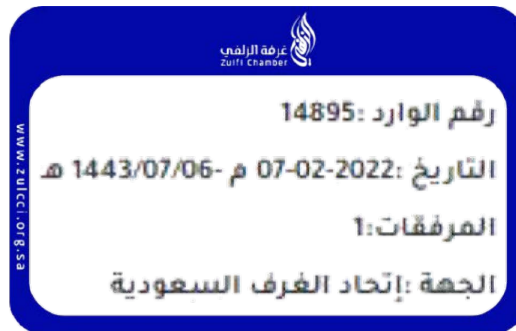 غرفة الزلفي
Zulfi Chamber
رقم الوارد :14895
التاريخ :2022-02-07 م -1443/07/06 هـ
المرفقات:1
الجهة :إتحاد الغرف السعودية
www.zulcci.org.sa